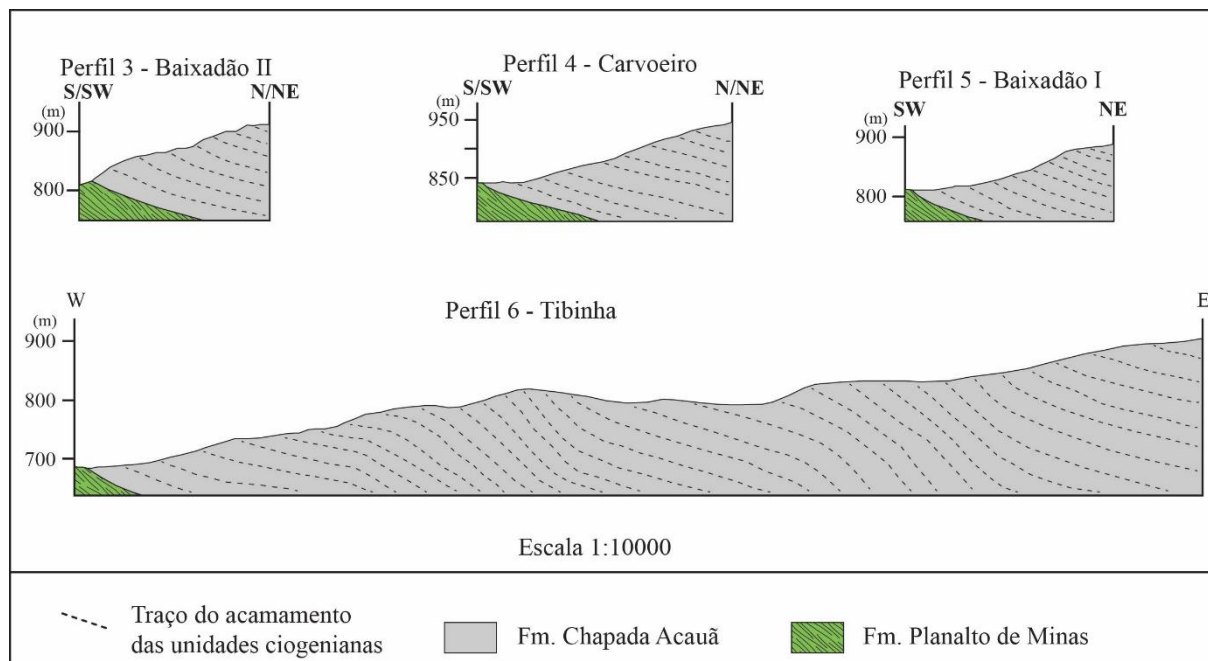 Perfil 3 - Baixadão II
S/SW N/NE
(m)
900
800
Perfil 4 - Carvoeiro
S/SW N/NE
(m)
950
850
Perfil 5 - Baixadão I
SW NE
(m)
900
800
Perfil 6 - Tibinha
W E
(m)
900
800
700
Escala 1:10000
Traço do acamamento
das unidades ciogenianas
Fm. Chapada Acauã
Fm. Planalto de Minas